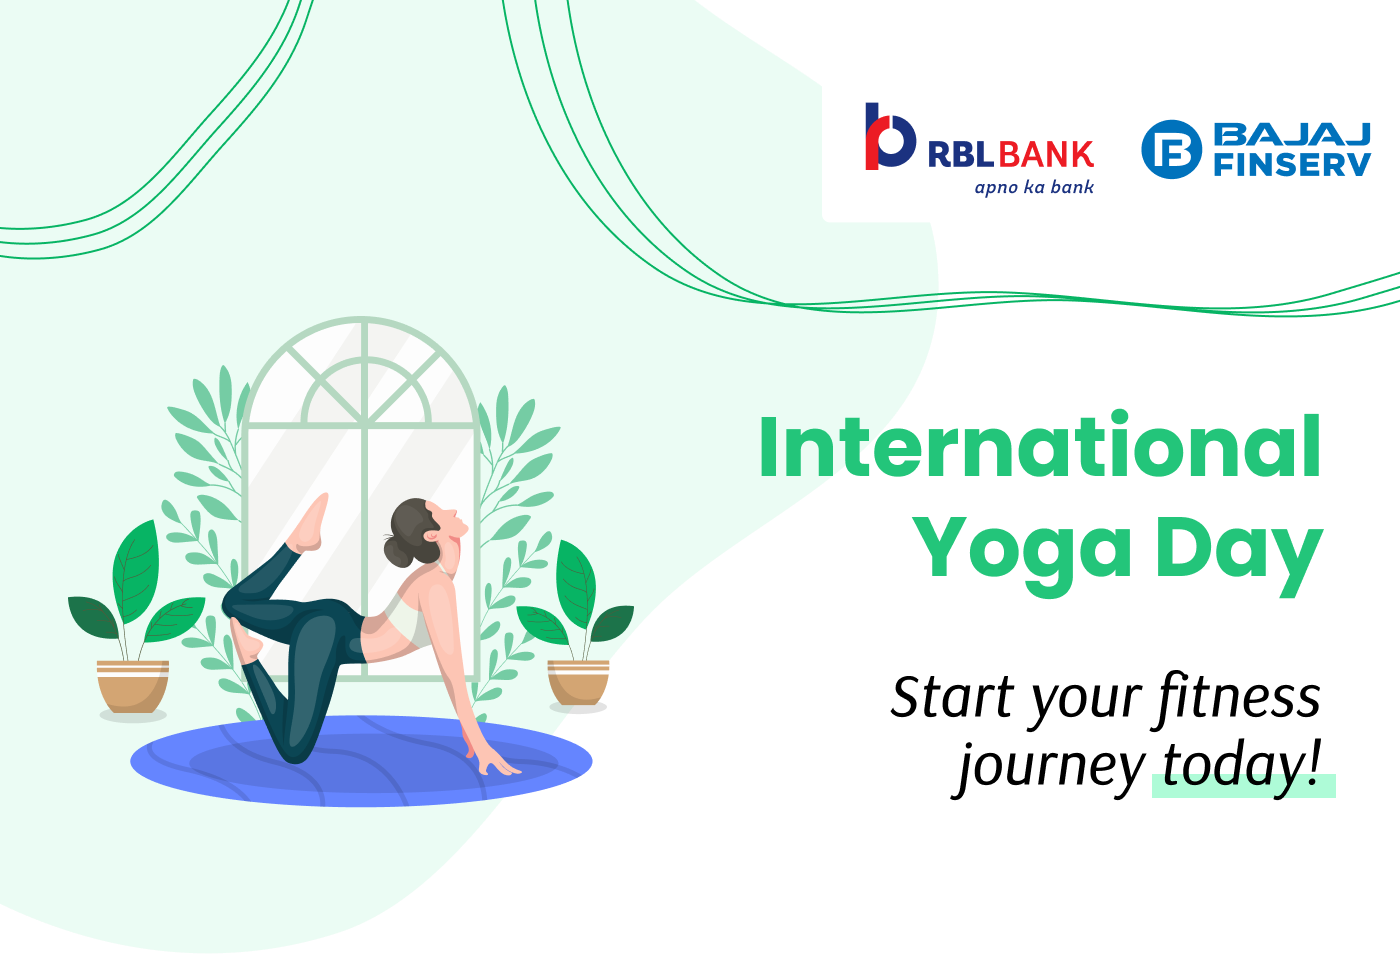 RBL BANK
apno ka bank
BAJAJ
FINSERV
International
Yoga Day
Start your fitness
journey today!